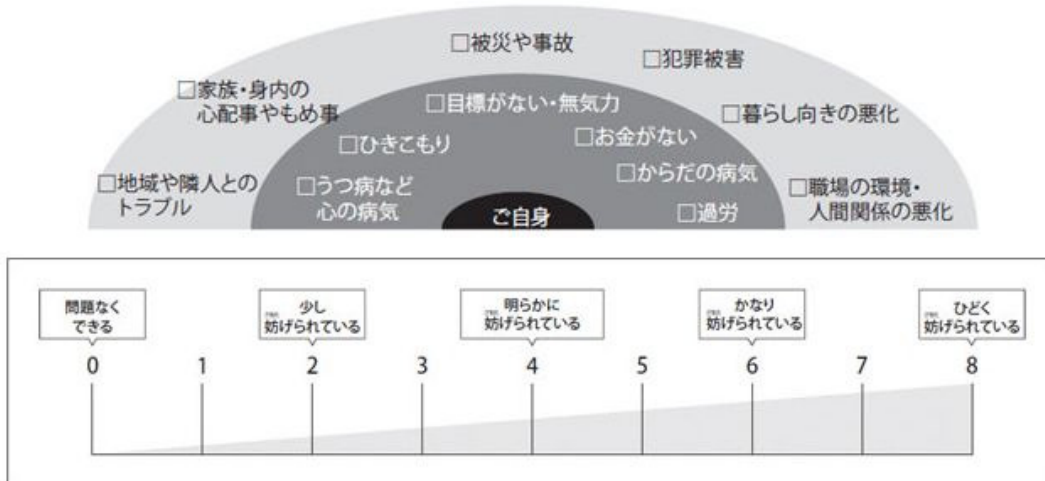 □被災や事故
□犯罪被害
□家族・身内の
心配事やもめ事
□目標がない・無気力
□暮らし向きの悪化
□ひきこもり
□お金がない
□地域や隣人との
トラブル
□うつ病など
心の病気
□からだの病気
□職場の環境・
人間関係の悪化
□過労
ご自身
問題なく
できる
少し
妨げられている
明らかに
妨げられている
かなり
妨げられている
ひどく
妨げられている
0 1 2 3 4 5 6 7 8